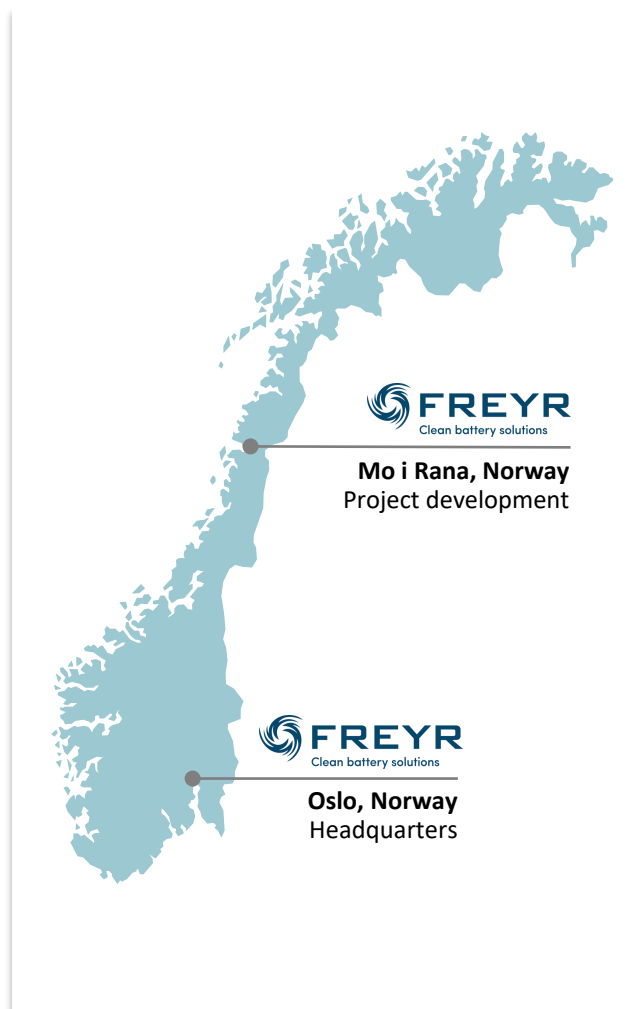 FREYR
Clean battery solutions
Mo i Rana, Norway
Project development
FREYR
Clean battery solutions
Oslo, Norway
Headquarters